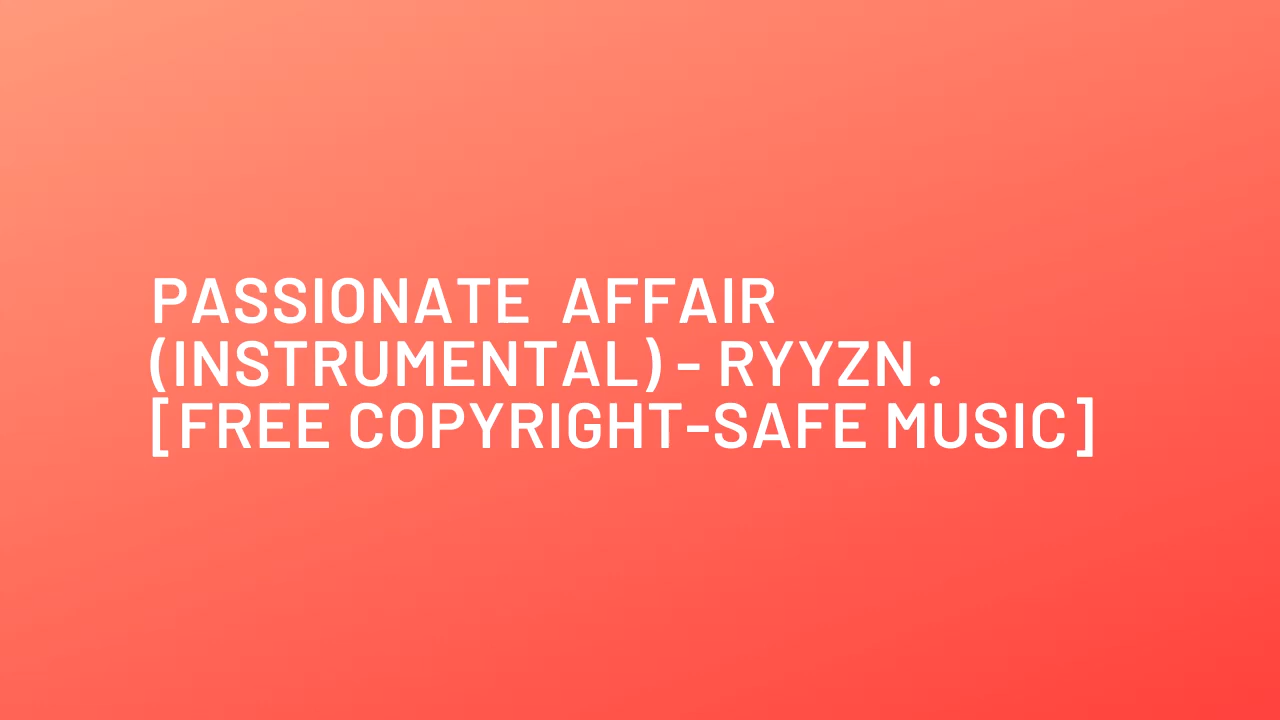 PASSIONATE  AFFAIR
(INSTRUMENTAL) - RYYZN .
[FREE COPYRIGHT-SAFE MUSIC]